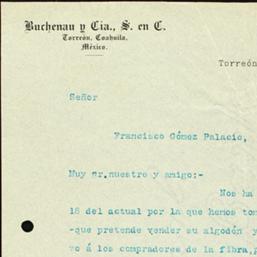 Buchenau y Cia., S. en C.
Torreón, Coahuila,
México.
Torreón
Señor
Francisco Gómez Palacio,
Muy sr.nuestro y amigo:-
Nos ha
18 del actual por la que hemos tom
-que pretende vender su algodón y
vo á los compradores de la fibra,p